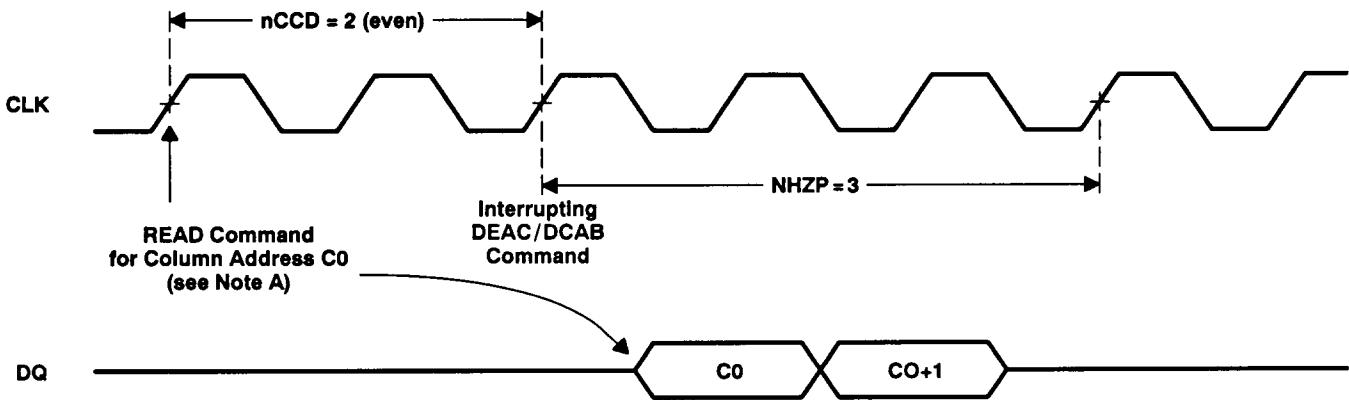 nCCD = 2 (even)
CLK
NHZP = 3
Interrupting
DEAC/DCAB
Command
READ Command
for Column Address C0
(see Note A)
DQ
C0
CO+1